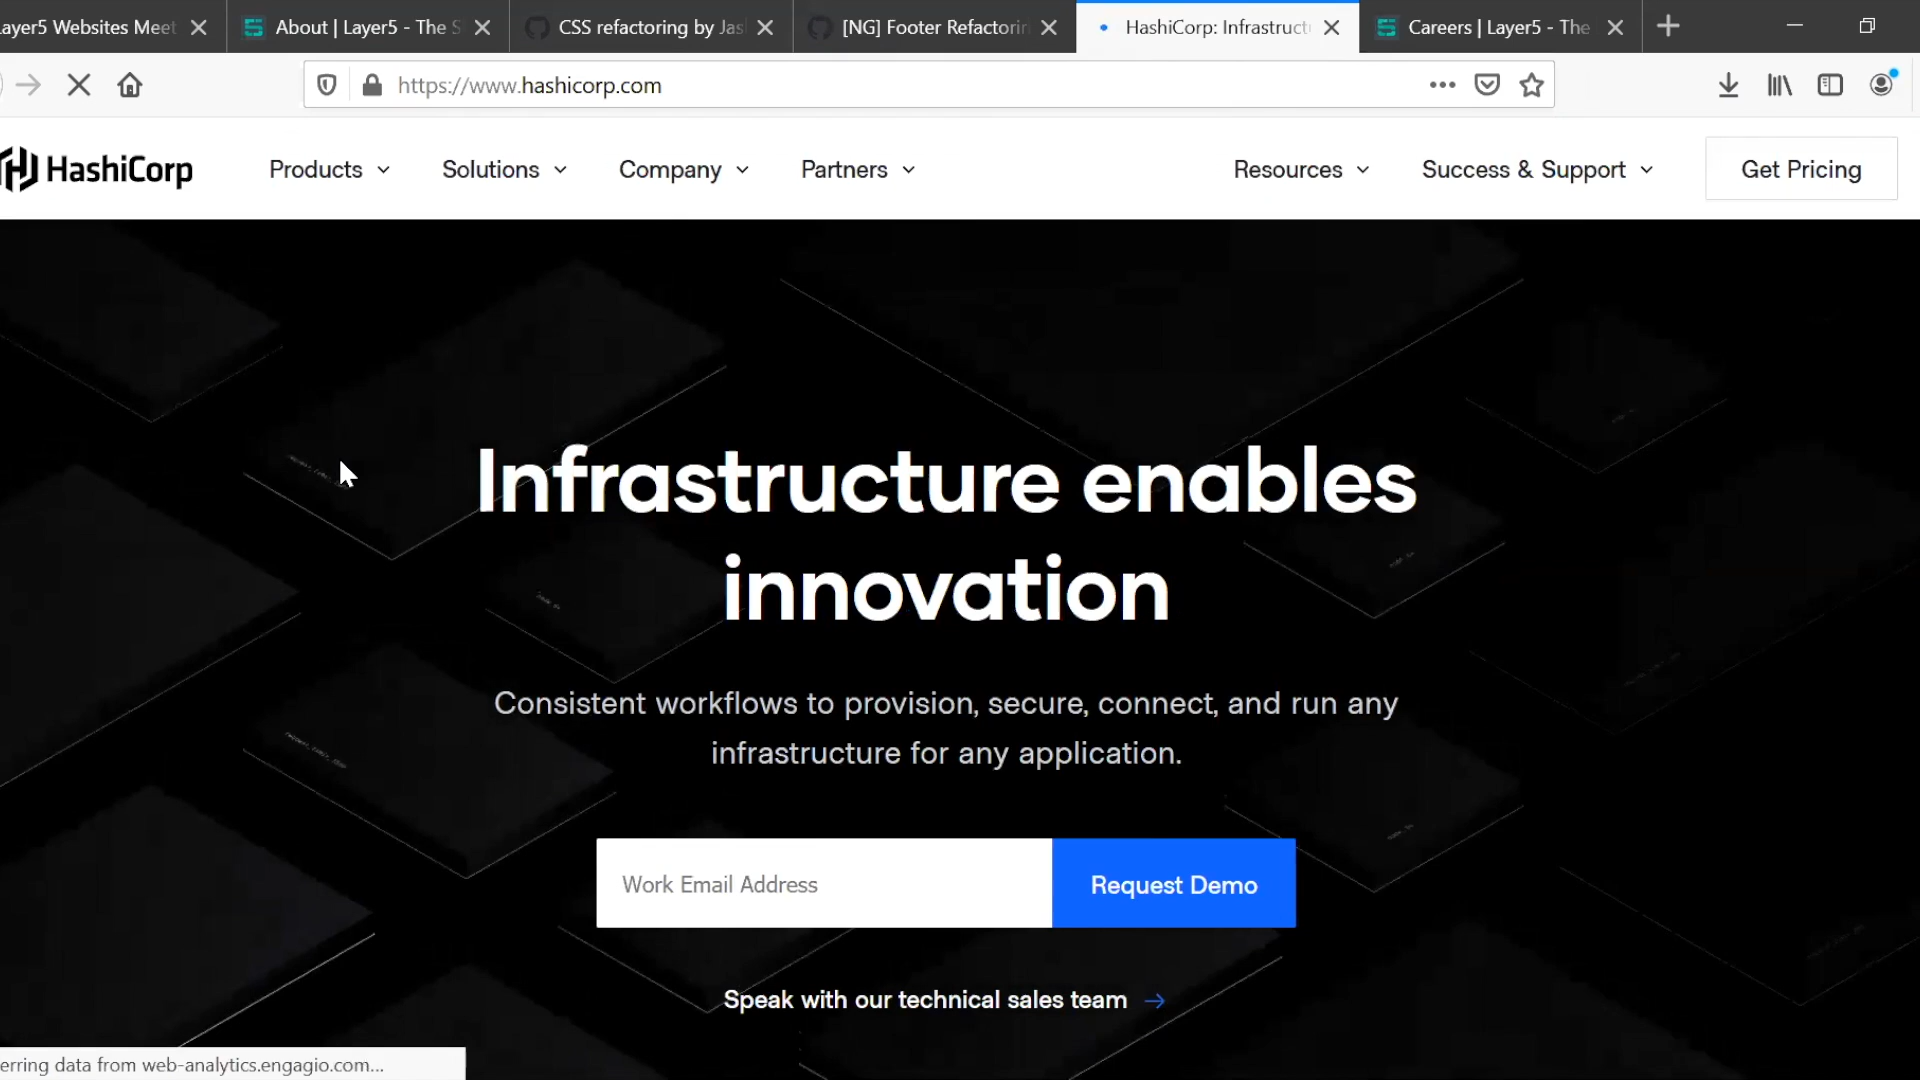 ayer5 Websites Meet
About | Layer5 - The S
CSS refactoring by Jas
[NG] Footer Refactorin
HashiCorp: Infrastruct
Careers | Layer5 - The
https://www.hashicorp.com
HashiCorp
Products
Solutions
Company
Partners
Resources
Success & Support
Get Pricing
Infrastructure enables
innovation
Consistent workflows to provision, secure, connect, and run any
infrastructure for any application.
Work Email Address
Request Demo
Speak with our technical sales team
erring data from web-analytics.engagio.com...